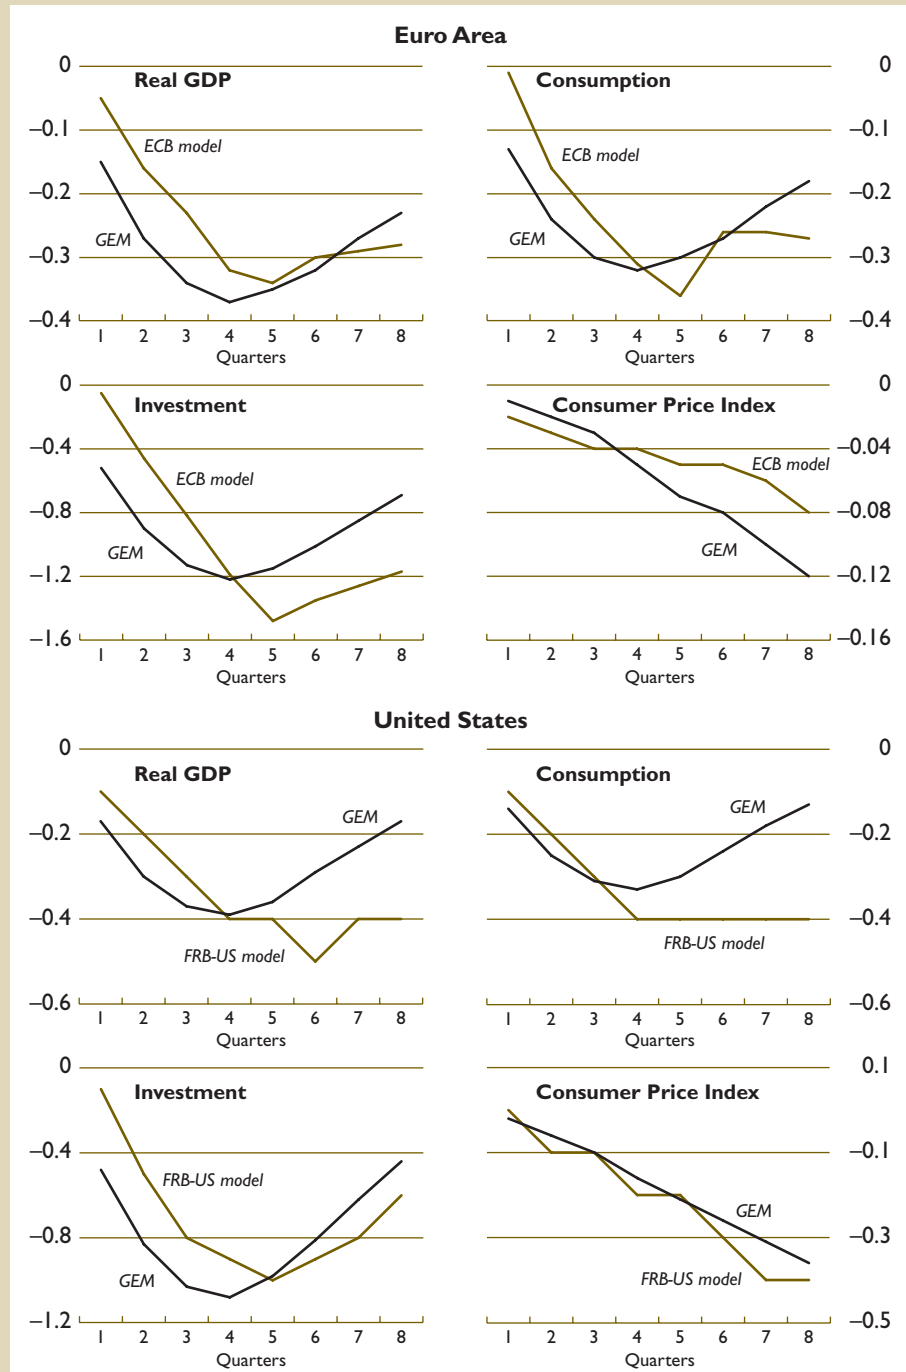 Euro Area
Real GDP
0
–0.1
–0.2
–0.3
–0.4
ECB model
GEM
1 2 3 4 5 6 7 8
Quarters
Consumption
0
–0.1
–0.2
–0.3
–0.4
ECB model
GEM
1 2 3 4 5 6 7 8
Quarters
Investment
0
–0.4
–0.8
–1.2
–1.6
ECB model
GEM
1 2 3 4 5 6 7 8
Quarters
Consumer Price Index
0
–0.04
–0.08
–0.12
–0.16
ECB model
GEM
1 2 3 4 5 6 7 8
Quarters
United States
Real GDP
0
–0.2
–0.4
–0.6
GEM
FRB-US model
1 2 3 4 5 6 7 8
Quarters
Consumption
0
–0.2
–0.4
–0.6
GEM
FRB-US model
1 2 3 4 5 6 7 8
Quarters
Investment
0
–0.4
–0.8
–1.2
FRB-US model
GEM
1 2 3 4 5 6 7 8
Quarters
Consumer Price Index
0.1
–0.1
–0.3
–0.5
GEM
FRB-US model
1 2 3 4 5 6 7 8
Quarters